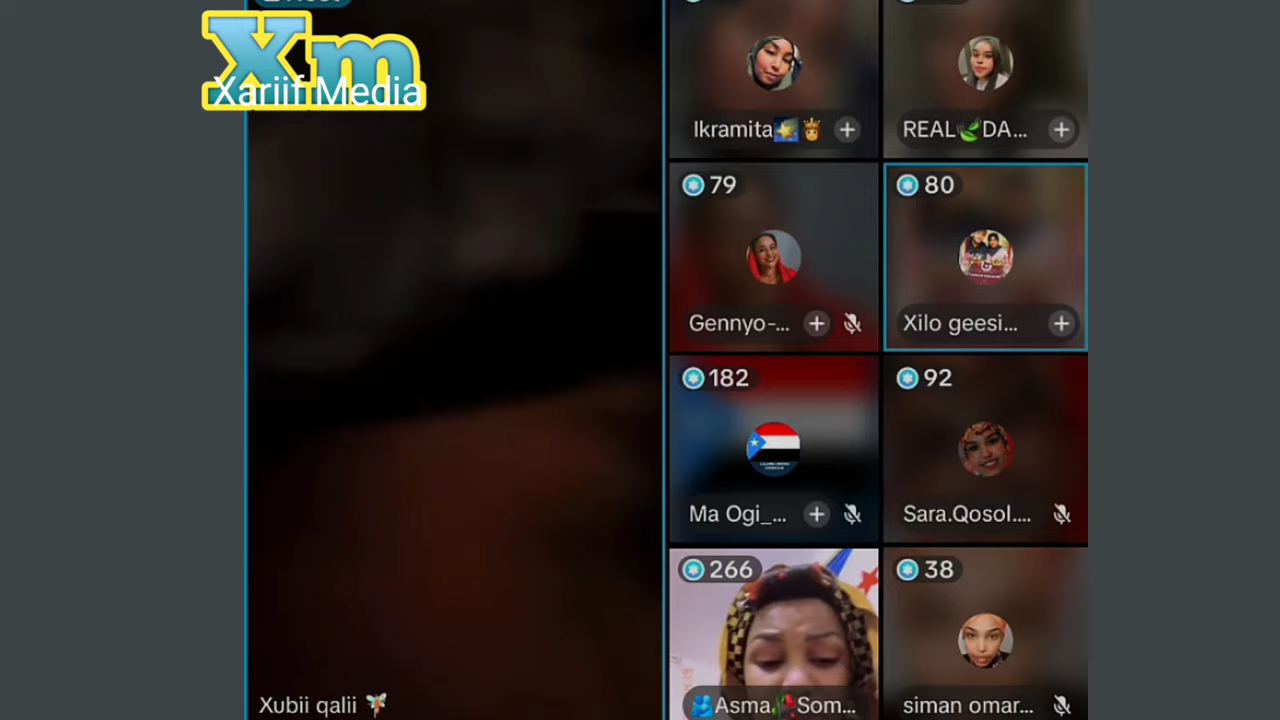 Xm
Xariif Media
Ikramita🌠👸
REAL🌿DA...
79
80
Gennyo-...
Xilo geesi...
182
92
Ma Ogi_...
Sara.Qosol....
266
38
🫂Asma🥀Som...
siman omar...
Xubii qalii 🧚